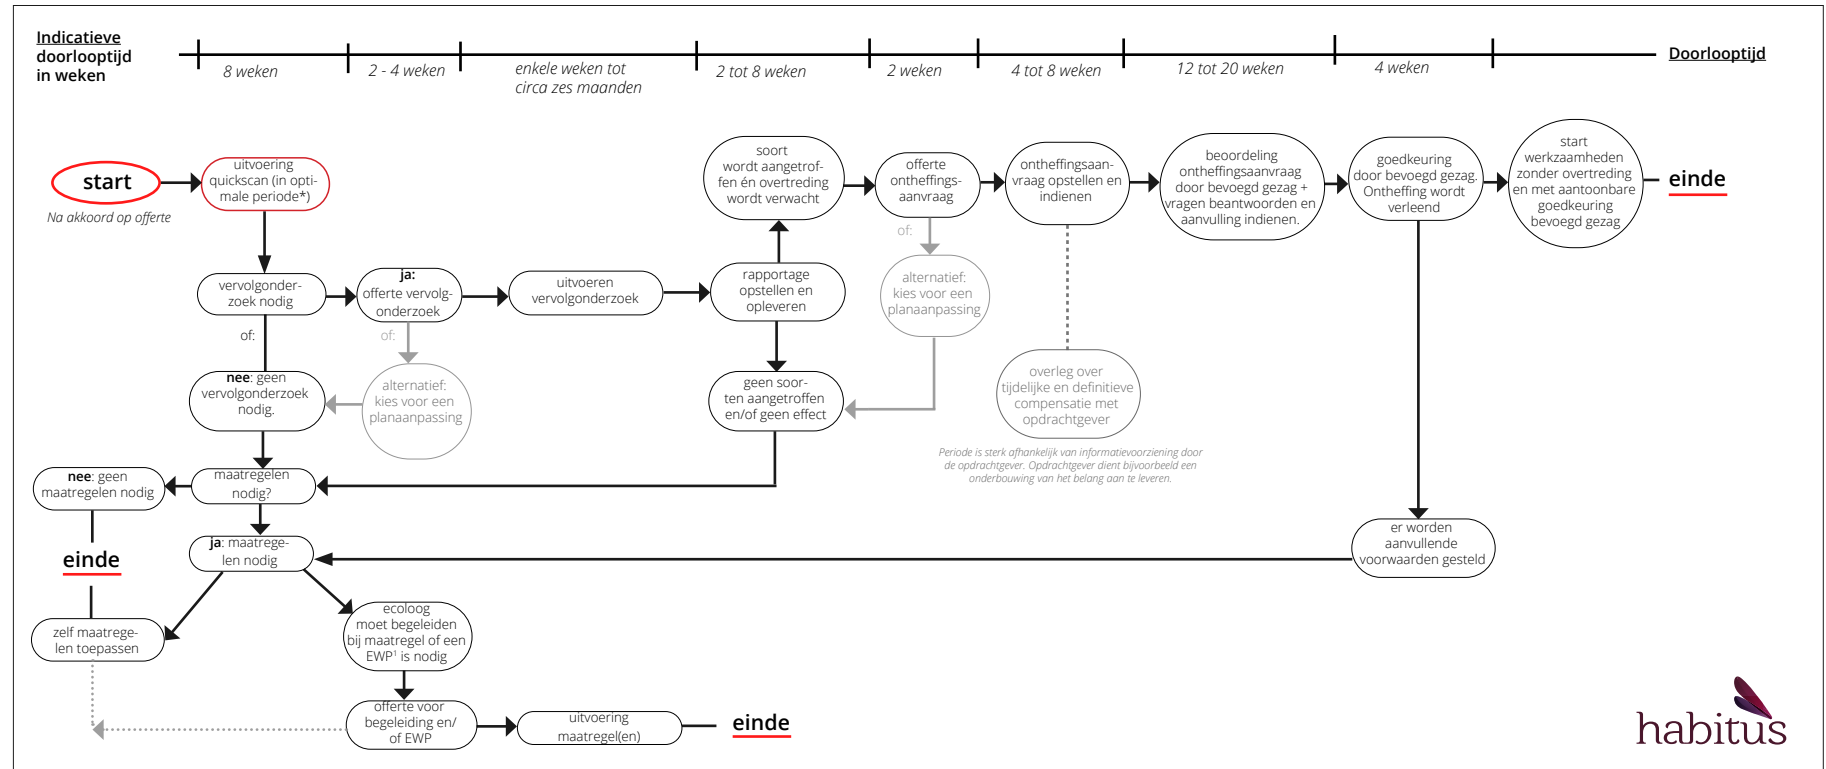 Indicatieve
doorlooptijd
in weken
8 weken
2 - 4 weken
enkele weken tot
circa zes maanden
2 tot 8 weken
2 weken
4 tot 8 weken
12 tot 20 weken
4 weken
Doorlooptijd
start
Na akkoord op offerte
uitvoering
quickscan (in opti-
male periode*)
soort
wordt aangetrof-
fen én overtreding
wordt verwacht
offerte
ontheffings-
aanvraag
ontheffingsaan-
vraag opstellen en
indienen
beoordeling
ontheffingsaanvraag
door bevoegd gezag +
vragen beantwoorden en
aanvulling indienen.
goedkeuring
door bevoegd gezag.
Ontheffing wordt
verleend
start
werkzaamheden
zonder overtreding
en met aantoonbare
goedkeuring
bevoegd gezag
einde
of:
vervolgonder-
zoek nodig
ja:
offerte vervolg-
onderzoek
uitvoeren
vervolgonderzoek
rapportage
opstellen en
opleveren
alternatief:
kies voor een
planaanpassing
of:
of:
nee: geen
vervolgonderzoek
nodig.
alternatief:
kies voor een
planaanpassing
geen soor-
ten aangetroffen
en/of geen effect
overleg over
tijdelijke en definitieve
compensatie met
opdrachtgever
Periode is sterk afhankelijk van informatievoorziening door
de opdrachtgever. Opdrachtgever dient bijvoorbeeld een
onderbouwing van het belang aan te leveren.
nee: geen
maatregelen nodig
maatregelen
nodig?
einde
ja: maatrege-
len nodig
er worden
aanvullende
voorwaarden gesteld
zelf maatrege-
len toepassen
ecoloog
moet begeleiden
bij maatregel of een
EWP¹ is nodig
offerte voor
begeleiding en/
of EWP
uitvoering
maatregel(en)
einde
habitus